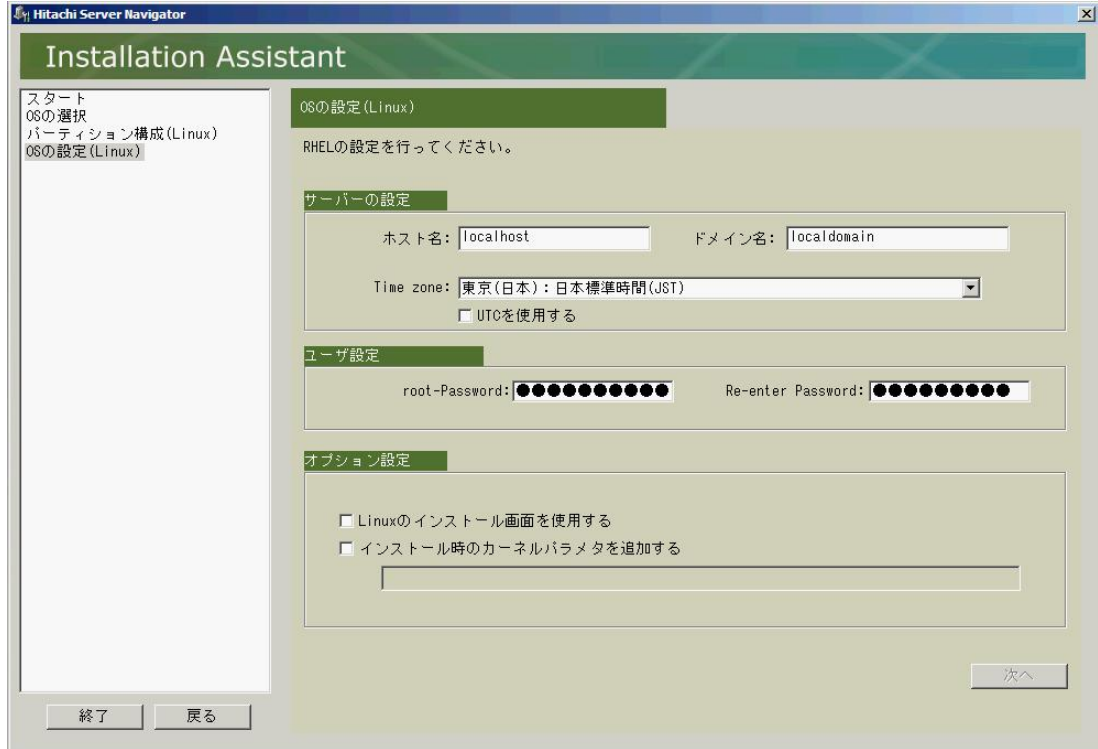 Hitachi Server Navigator
Installation Assistant
スタート
OSの選択
パーティション構成(Linux)
OSの設定(Linux)
OSの設定(Linux)
RHELの設定を行ってください。
サーバーの設定
ホスト名: localhost ドメイン名: localdomain
Time zone: 東京(日本):日本標準時間(JST)
UTCを使用する
ユーザ設定
root-Password: ●●●●●●●●●● Re-enter Password: ●●●●●●●●●
オプション設定
Linuxのインストール画面を使用する
インストール時のカーネルパラメタを追加する
次へ
終了 戻る